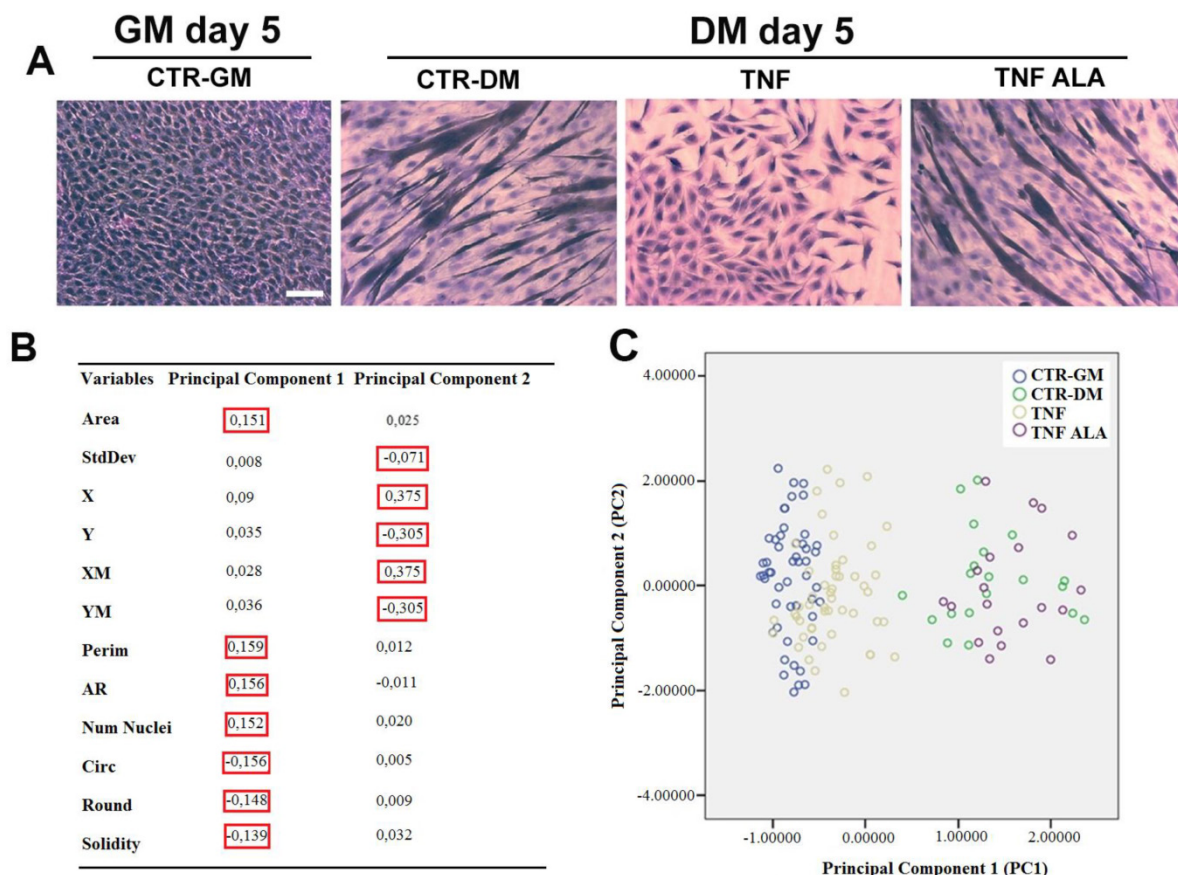 GM day 5 DM day 5
A
CTR-GM CTR-DM TNF TNF ALA
B
Variables Principal Component 1 Principal Component 2
Area 0,151 0,025
StdDev 0,008 -0,071
X 0,09 0,375
Y 0,035 -0,305
XM 0,028 0,375
YM 0,036 -0,305
Perim 0,159 0,012
AR 0,156 -0,011
Num Nuclei 0,152 0,020
Circ -0,156 0,005
Round -0,148 0,009
Solidity -0,139 0,032
C
CTR-GM
CTR-DM
TNF
TNF ALA
Principal Component 2 (PC2)
4.00000
2.00000
0.00000
-2.00000
-4.00000
-1.00000 0.00000 1.00000 2.00000
Principal Component 1 (PC1)